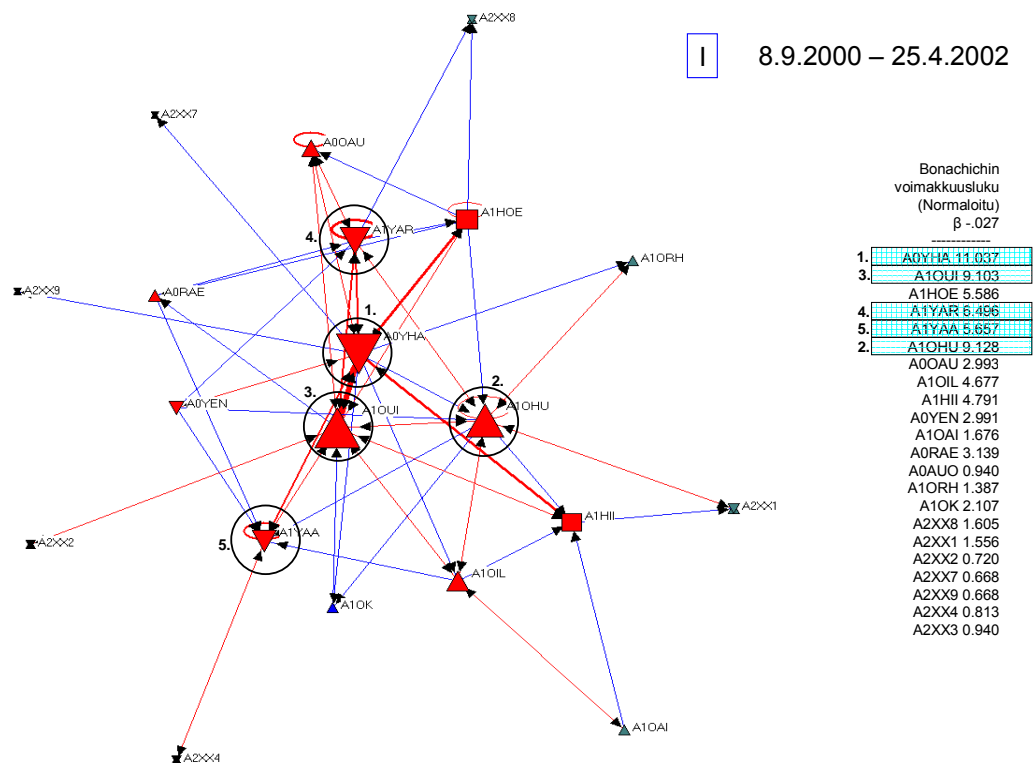 A2XX8
I 8.9.2000 – 25.4.2002
A2XX7
A0OAU
A1HOE
4. A1YAR
A1ORH
A2XX9
A0RAE
1.
A0YHA
2.
3.
A0YEN
A1OUI
A1OHU
A2XX1
A1HII
A2XX2
A1YAA
5.
A1OIL
A1OK
A1OAI
A2XX4
Bonachichin
voimakkuusluku
(Normaloitu)
β -.027
------------
1. A0YHA 11.037
3. A1OUI 9.103
A1HOE 5.586
4. A1YAR 6.496
5. A1YAA 5.657
2. A1OHU 9.128
A0OAU 2.993
A1OIL 4.677
A1HII 4.791
A0YEN 2.991
A1OAI 1.676
A0RAE 3.139
A0AUO 0.940
A1ORH 1.387
A1OK 2.107
A2XX8 1.605
A2XX1 1.556
A2XX2 0.720
A2XX7 0.668
A2XX9 0.668
A2XX4 0.813
A2XX3 0.940